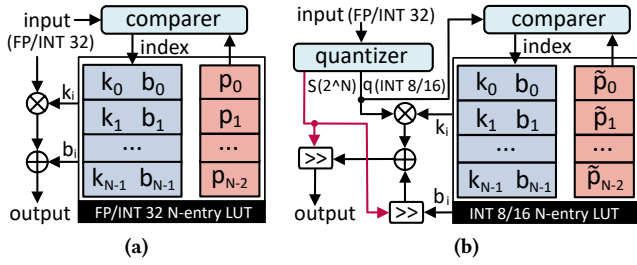 input
(FP/INT 32)
comparer
index
k₀ b₀ p₀
k₁ b₁ p₁
... ...
kN-1 bN-1 pN-2
kᵢ
bᵢ
output
FP/INT 32 N-entry LUT
(a)
input (FP/INT 32)
quantizer
comparer
index
S(2^N) q(INT 8/16)
k₀ b₀ p̃₀
k₁ b₁ p̃₁
... ...
kN-1 bN-1 p̃N-2
kᵢ
>>
>>
bᵢ
output
INT 8/16 N-entry LUT
(b)